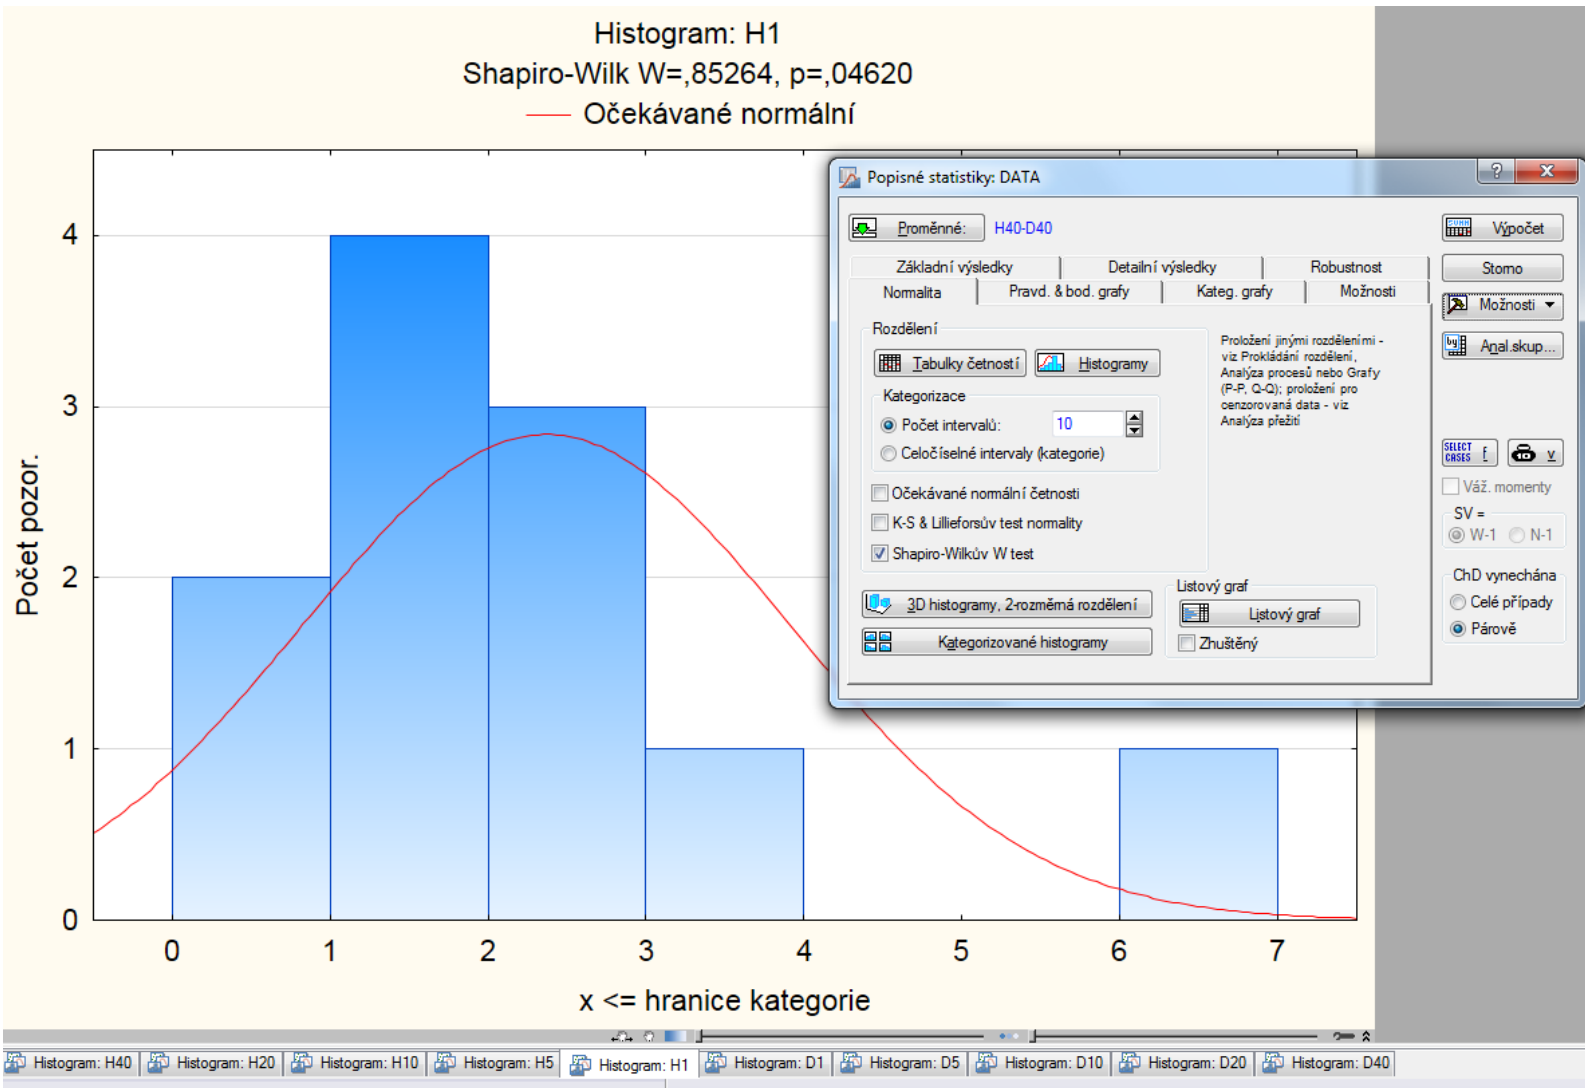 Histogram: H1
Shapiro-Wilk W=,85264, p=,04620
Očekávané normální
4
3
2
1
0
Počet pozor.
0 1 2 3 4 5 6 7
x <= hranice kategorie
Popisné statistiky: DATA
Proměnné: H40-D40
Výpočet
Storno
Možnosti
Anal.skup...
Základní výsledky Detailní výsledky Robustnost
Normalita Pravd. & bod. grafy Kateg. grafy Možnosti
Rozdělení
Tabulky četností Histogramy
Kategorizace
Počet intervalů: 10
Celočíselné intervaly (kategorie)
Očekávané normální četnosti
K-S & Lillieforsův test normality
Shapiro-Wilkův W test
Proložení jinými rozděleními -
viz Prokládání rozdělení,
Analýza procesů nebo Grafy
(P-P, Q-Q); proložení pro
cenzorovaná data - viz
Analýza přežití
3D histogramy, 2-rozměrná rozdělení
Kategorizované histogramy
Listový graf
Listový graf
Zhuštěný
SELECT CASES
Váž. momenty
SV =
W-1 N-1
ChD vynechána
Celé případy
Párově
Histogram: H40 Histogram: H20 Histogram: H10 Histogram: H5 Histogram: H1 Histogram: D1 Histogram: D5 Histogram: D10 Histogram: D20 Histogram: D40